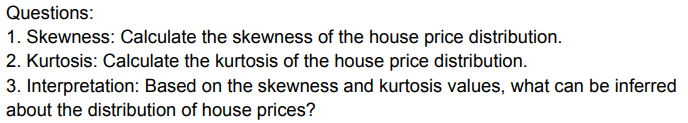 Questions:
1. Skewness: Calculate the skewness of the house price distribution.
2. Kurtosis: Calculate the kurtosis of the house price distribution.
3. Interpretation: Based on the skewness and kurtosis values, what can be inferred
about the distribution of house prices?